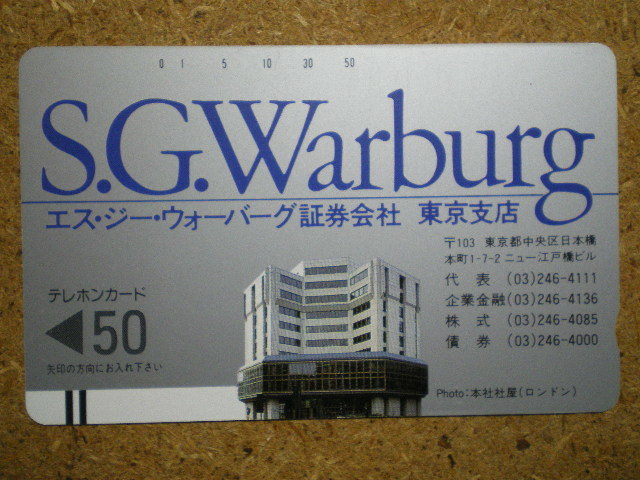 0 1 5 10 30 50
S.G.Warburg
エス・ジー・ウォーバーグ証券会社 東京支店
〒103 東京都中央区日本橋
本町1-7-2 ニュー江戸橋ビル
代 表 (03)246-4111
企業金融(03)246-4136
株 式 (03)246-4085
債 券 (03)246-4000
テレホンカード
50
矢印の方向にお入れ下さい
Photo:本社社屋(ロンドン)